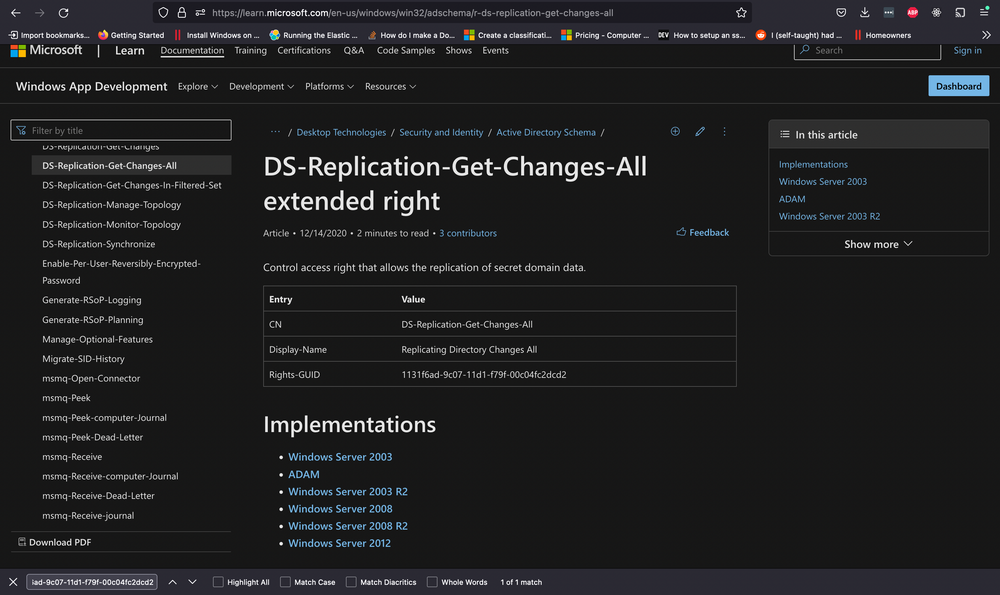 https://learn.microsoft.com/en-us/windows/win32/adschema/r-ds-replication-get-changes-all
ABP
Import bookmarks...
Getting Started
Install Windows on ...
Running the Elastic ...
How do I make a Do...
Create a classificati...
Pricing - Computer ...
DEV
How to setup an ss...
I (self-taught) had ...
Homeowners
Microsoft
Learn
Documentation
Training
Certifications
Q&A
Code Samples
Shows
Events
Search
Sign in
Windows App Development
Explore
Development
Platforms
Resources
Dashboard
Filter by title
DS-Replication-Get-Changes
DS-Replication-Get-Changes-All
DS-Replication-Get-Changes-In-Filtered-Set
DS-Replication-Manage-Topology
DS-Replication-Monitor-Topology
DS-Replication-Synchronize
Enable-Per-User-Reversibly-Encrypted-
Password
Generate-RSoP-Logging
Generate-RSoP-Planning
Manage-Optional-Features
Migrate-SID-History
msmq-Open-Connector
msmq-Peek
msmq-Peek-computer-Journal
msmq-Peek-Dead-Letter
msmq-Receive
msmq-Receive-computer-Journal
msmq-Receive-Dead-Letter
msmq-Receive-journal
Download PDF
... / Desktop Technologies / Security and Identity / Active Directory Schema /
DS-Replication-Get-Changes-All
extended right
Article • 12/14/2020 • 2 minutes to read • 3 contributors
Feedback
Control access right that allows the replication of secret domain data.
Entry Value
CN DS-Replication-Get-Changes-All
Display-Name Replicating Directory Changes All
Rights-GUID 1131f6ad-9c07-11d1-f79f-00c04fc2dcd2
Implementations
• Windows Server 2003
• ADAM
• Windows Server 2003 R2
• Windows Server 2008
• Windows Server 2008 R2
• Windows Server 2012
In this article
Implementations
Windows Server 2003
ADAM
Windows Server 2003 R2
Show more
ad-9c07-11d1-f79f-00c04fc2dcd2
Highlight All
Match Case
Match Diacritics
Whole Words
1 of 1 match